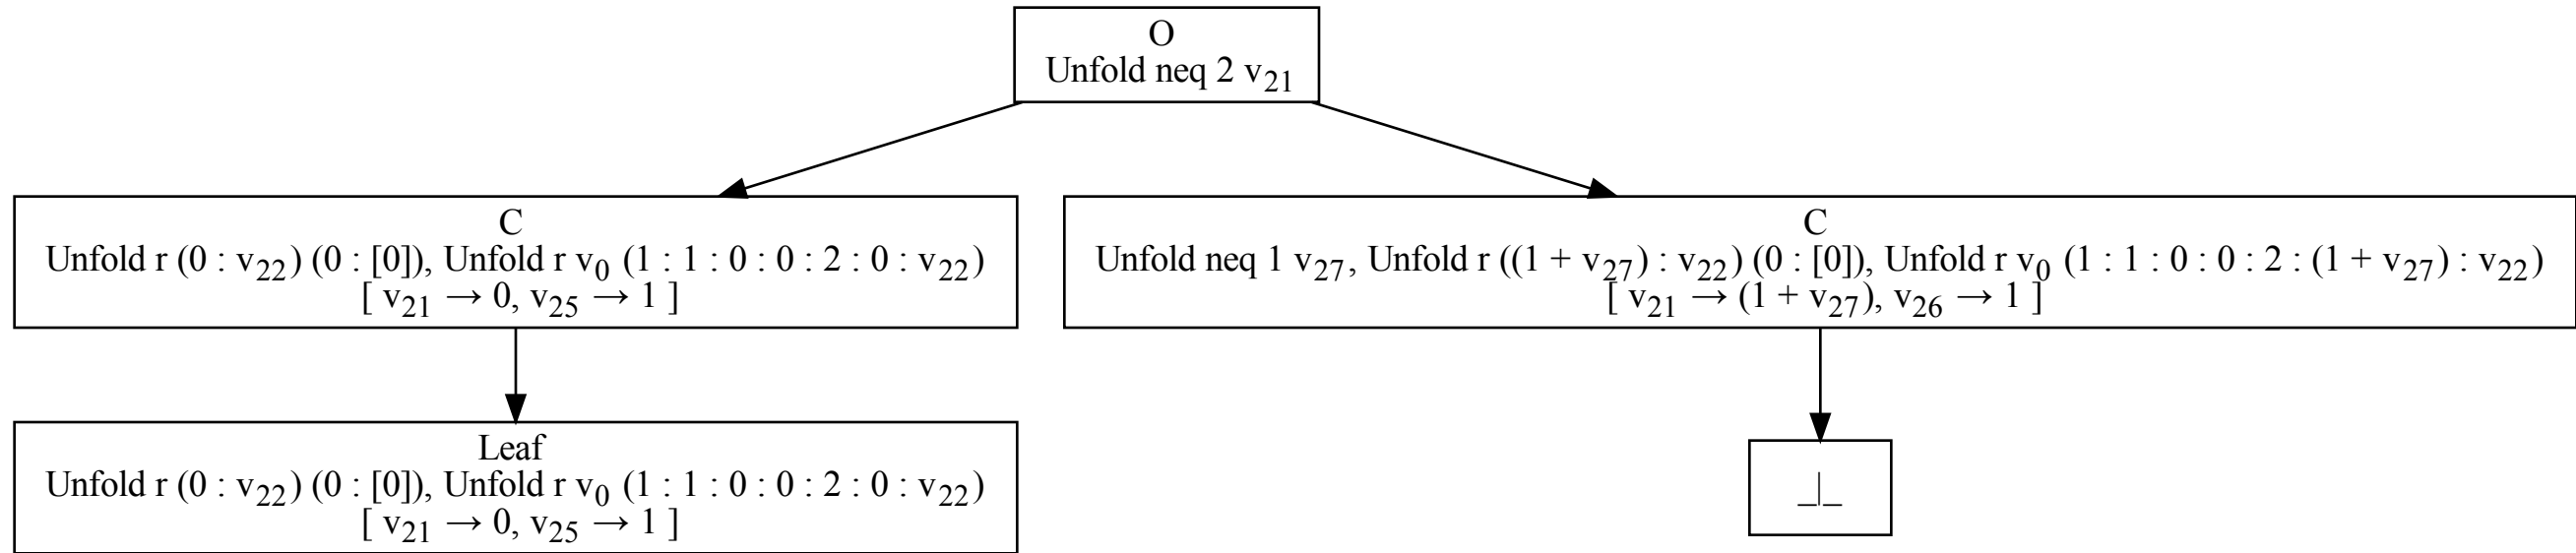 O
Unfold neq 2 v₂₁
C
Unfold r (0 : v₂₂) (0 : [0]), Unfold r v₀ (1 : 1 : 0 : 0 : 2 : 0 : v₂₂)
[ v₂₁ → 0, v₂₅ → 1 ]
C
Unfold neq 1 v₂₇, Unfold r ((1 + v₂₇) : v₂₂) (0 : [0]), Unfold r v₀ (1 : 1 : 0 : 0 : 2 : (1 + v₂₇) : v₂₂)
[ v₂₁ → (1 + v₂₇), v₂₆ → 1 ]
Leaf
Unfold r (0 : v₂₂) (0 : [0]), Unfold r v₀ (1 : 1 : 0 : 0 : 2 : 0 : v₂₂)
[ v₂₁ → 0, v₂₅ → 1 ]
_|_